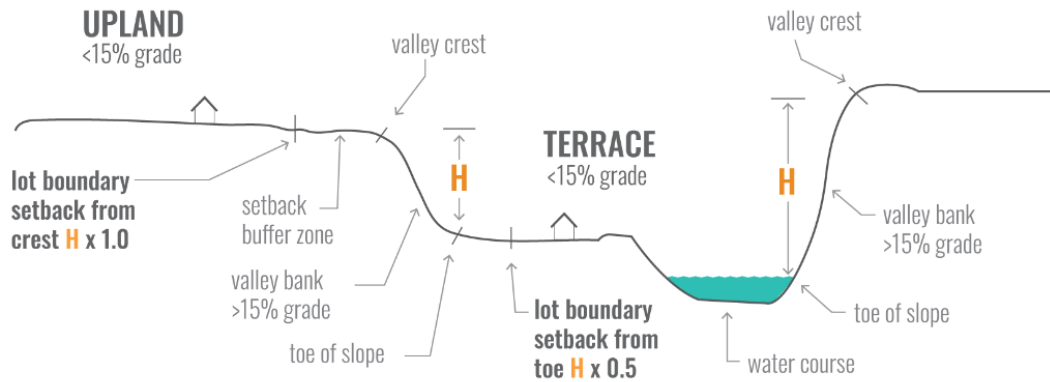 UPLAND
<15% grade
valley crest
valley crest
lot boundary
setback from
crest H x 1.0
setback
buffer zone
H
TERRACE
<15% grade
H
valley bank
>15% grade
valley bank
>15% grade
toe of slope
lot boundary
setback from
toe H x 0.5
toe of slope
water course